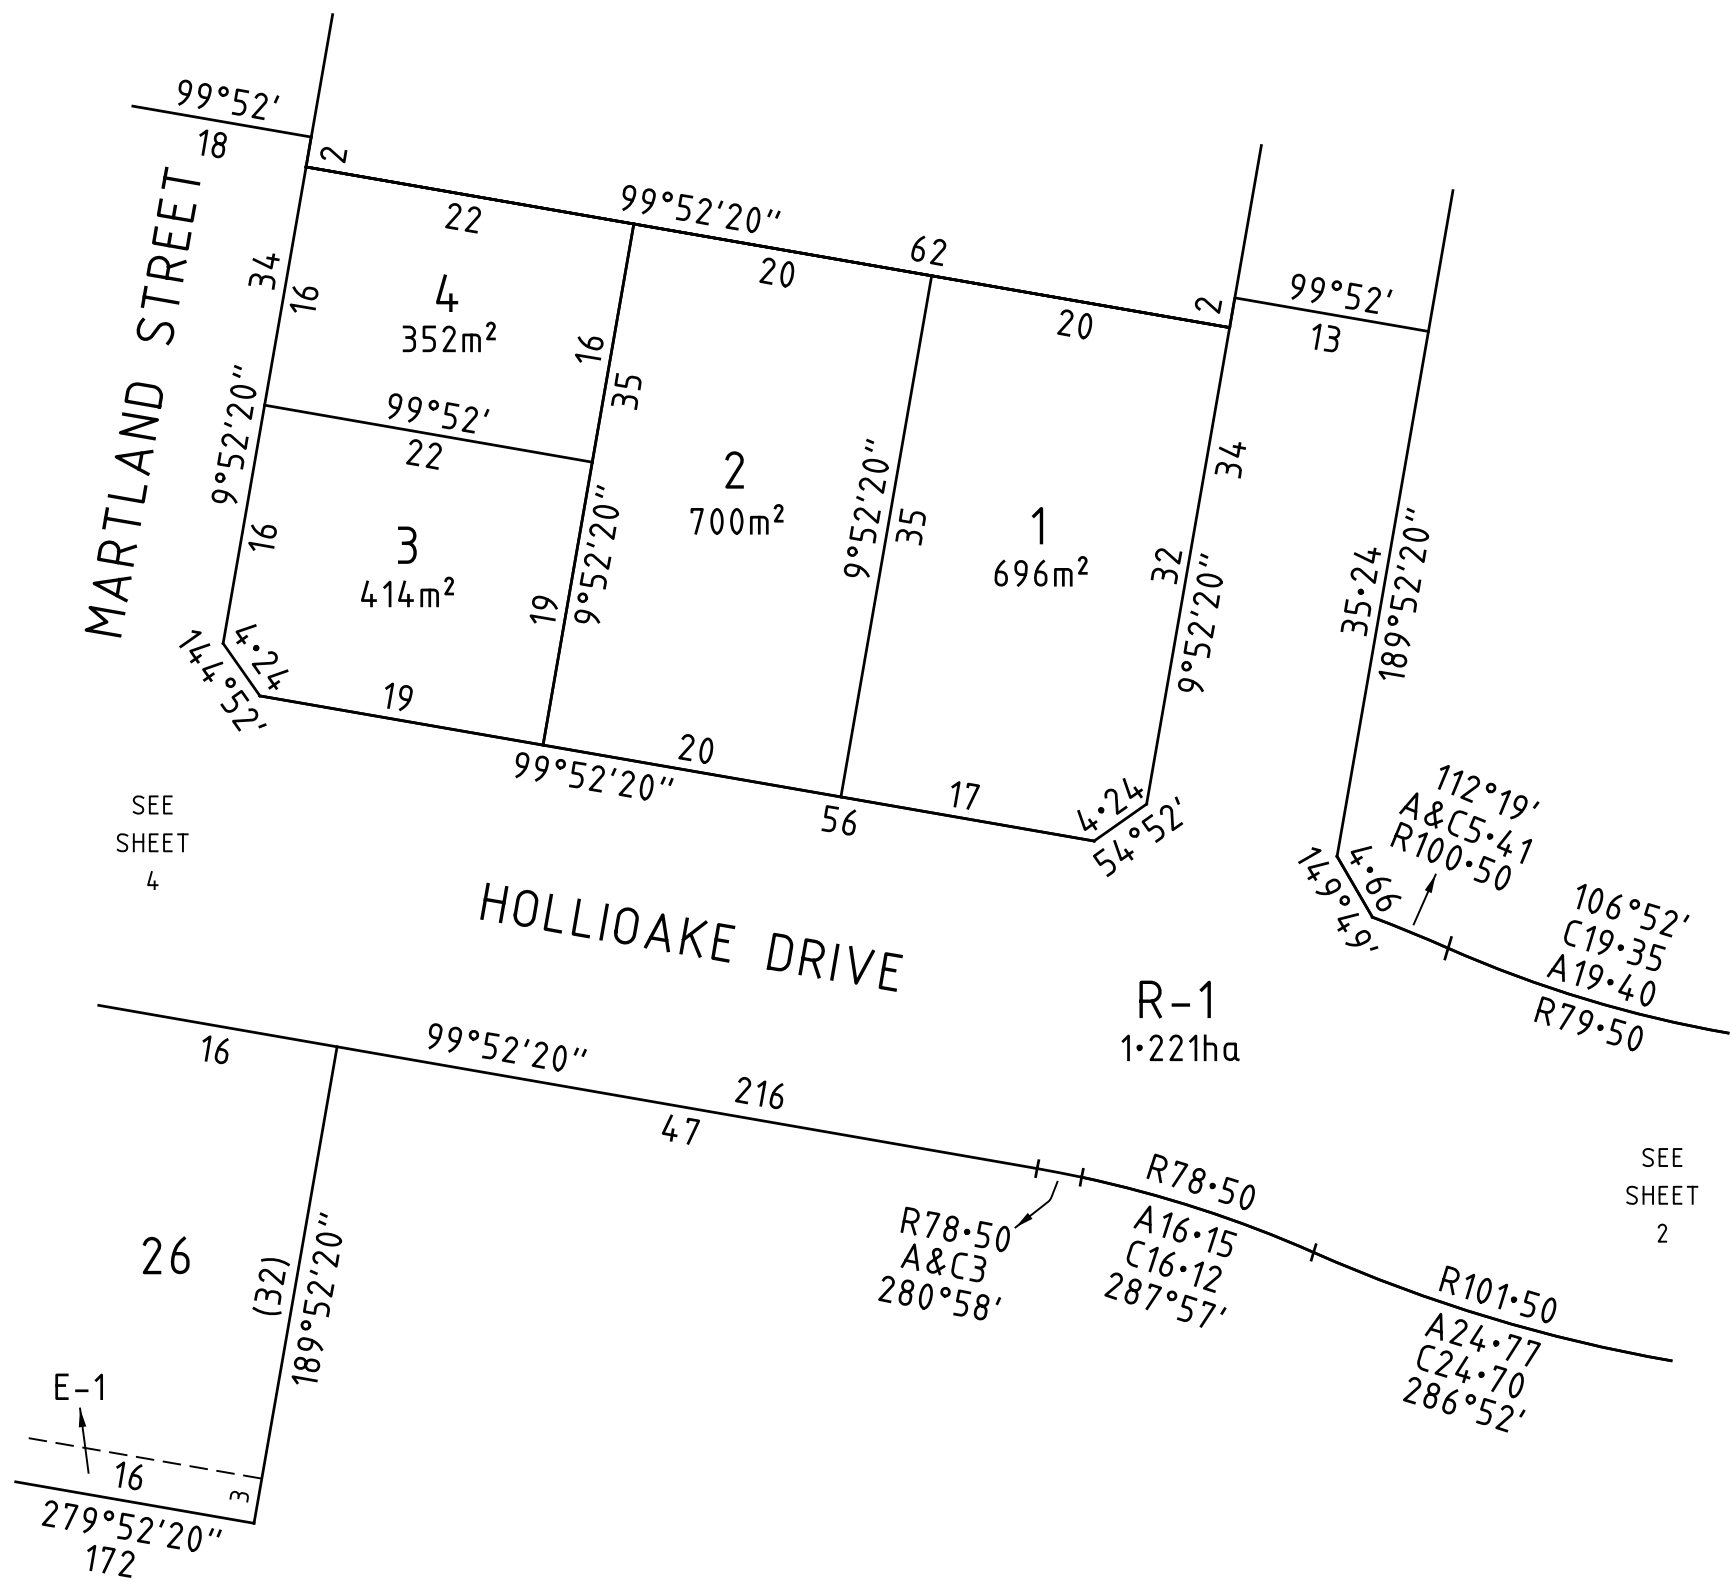 99°52'
18
2
MARTLAND STREET
34
16
22
99°52'20"
62
20
20
2
99°52'
13
4
352m²
16
35
9°52'20"
99°52'
22
2
700m²
9°52'20"
35
1
696m²
34
32
9°52'20"
35·24
189°52'20"
16
3
414m²
19
9°52'20"
4·24
144°52'
19
99°52'20"
20
56
17
4·24
54°52'
SEE
SHEET
4
HOLLIOAKE DRIVE
4·66
149°49'
112°19'
A&C5·41
R100·50
106°52'
C19·35
A19·40
R79·50
R-1
1·221ha
16
99°52'20"
216
47
R78·50
A&C3
280°58'
R78·50
A16·15
C16·12
287°57'
R101·50
A24·77
C24·70
286°52'
SEE
SHEET
2
26
(32)
189°52'20"
E-1
16
3
279°52'20"
172